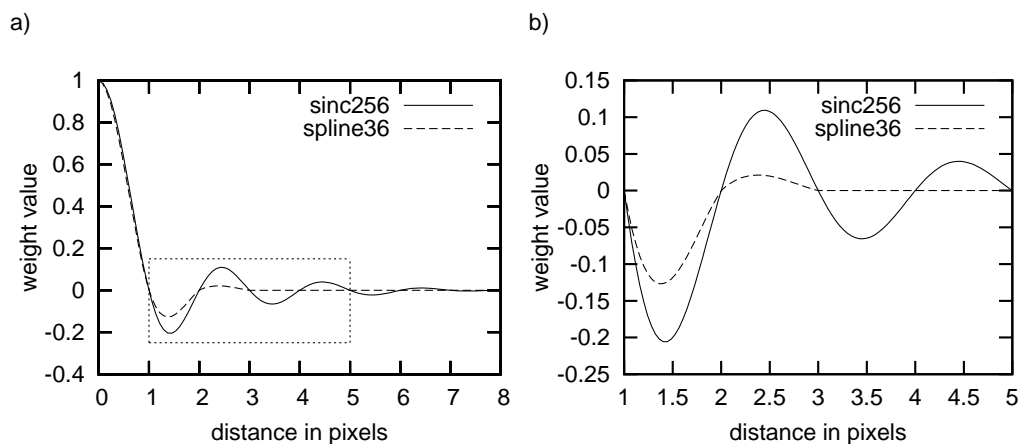 a)
1
0.8
0.6
0.4
0.2
0
-0.2
-0.4
weight value
sinc256
spline36
0 1 2 3 4 5 6 7 8
distance in pixels
b)
0.15
0.1
0.05
0
-0.05
-0.1
-0.15
-0.2
-0.25
weight value
sinc256
spline36
1 1.5 2 2.5 3 3.5 4 4.5 5
distance in pixels